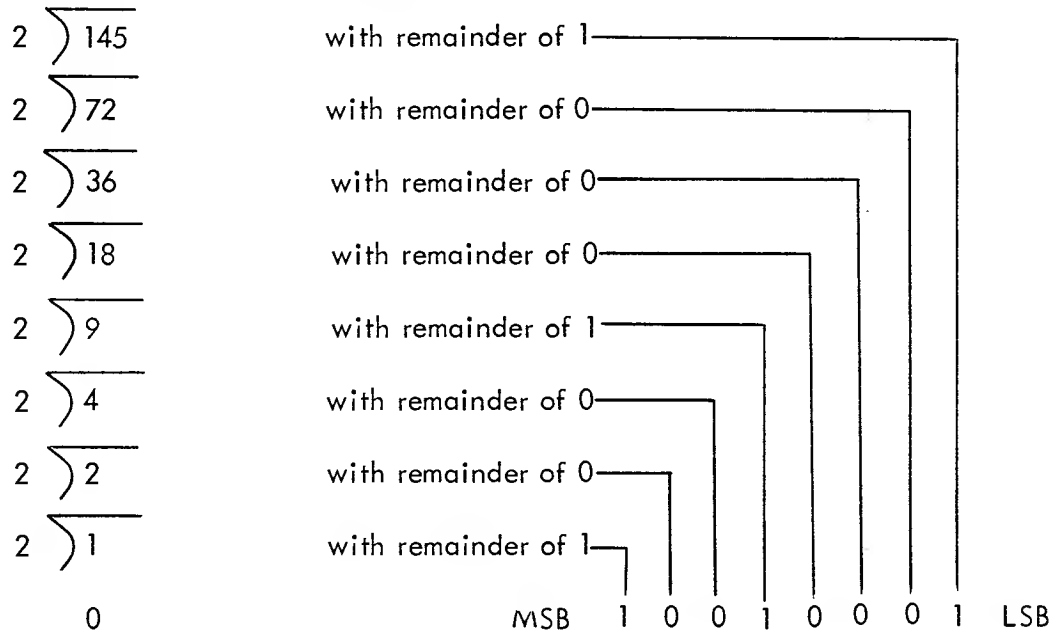 2 145 with remainder of 1
2 72 with remainder of 0
2 36 with remainder of 0
2 18 with remainder of 0
2 9 with remainder of 1
2 4 with remainder of 0
2 2 with remainder of 0
2 1 with remainder of 1
0 MSB 1 0 0 1 0 0 0 1 LSB